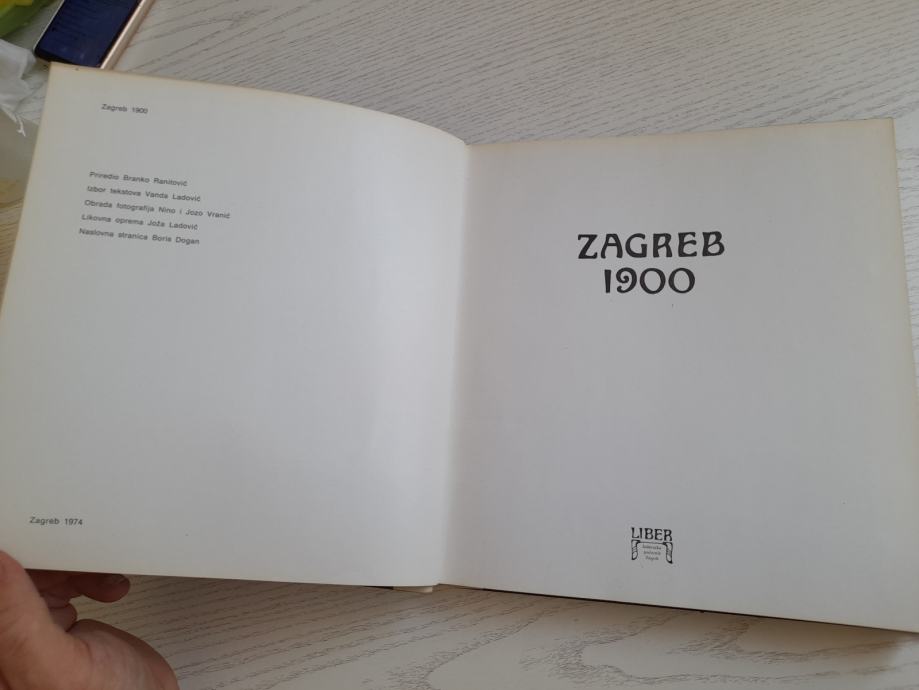 Zagreb 1900
Priredio Branko Ranitović
Izbor tekstova Vanda Ladović
Obrada fotografija Nino i Jozo Vranić
Likovna oprema Joža Ladović
Naslovna stranica Boris Dogan
Zagreb 1974
ZAGREB
1900
LIBER